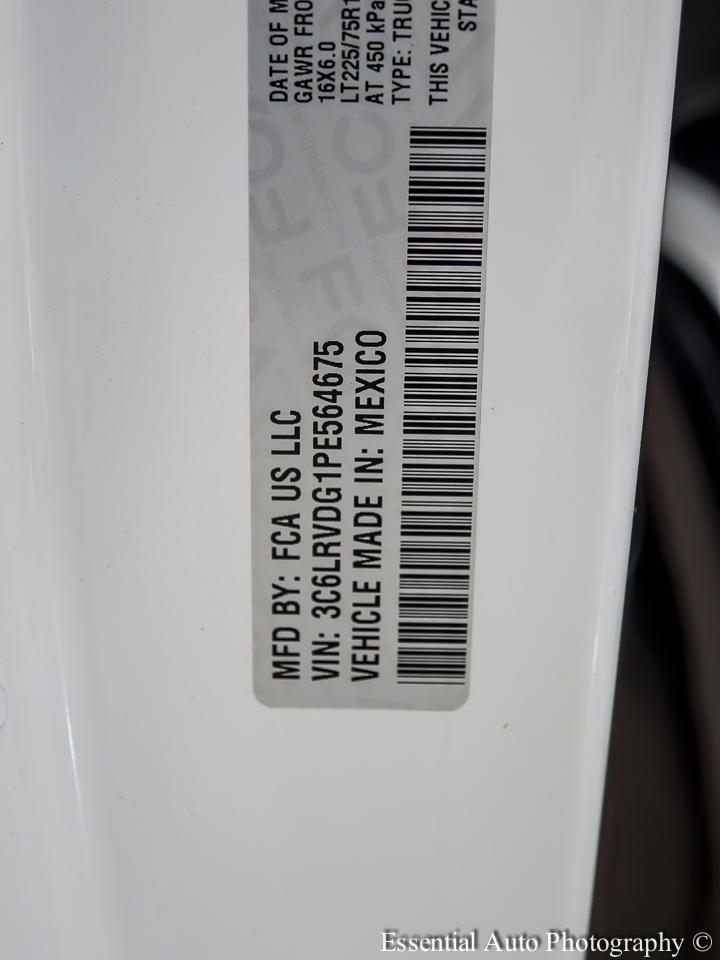 MFD BY: FCA US LLC
VIN: 3C6LRVDG1PE564675
VEHICLE MADE IN: MEXICO
DATE OF M
GAWR FRO
16X6.0
LT225/75R1
AT 450 kPa
TYPE: TRU
THIS VEHIC
STA
Essential Auto Photography ©